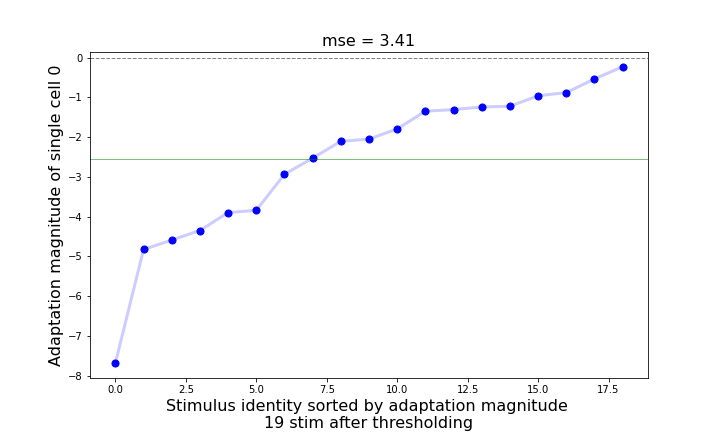 mse = 3.41
Adaptation magnitude of single cell 0
0
−1
−2
−3
−4
−5
−6
−7
−8
0.0 2.5 5.0 7.5 10.0 12.5 15.0 17.5
Stimulus identity sorted by adaptation magnitude
19 stim after thresholding